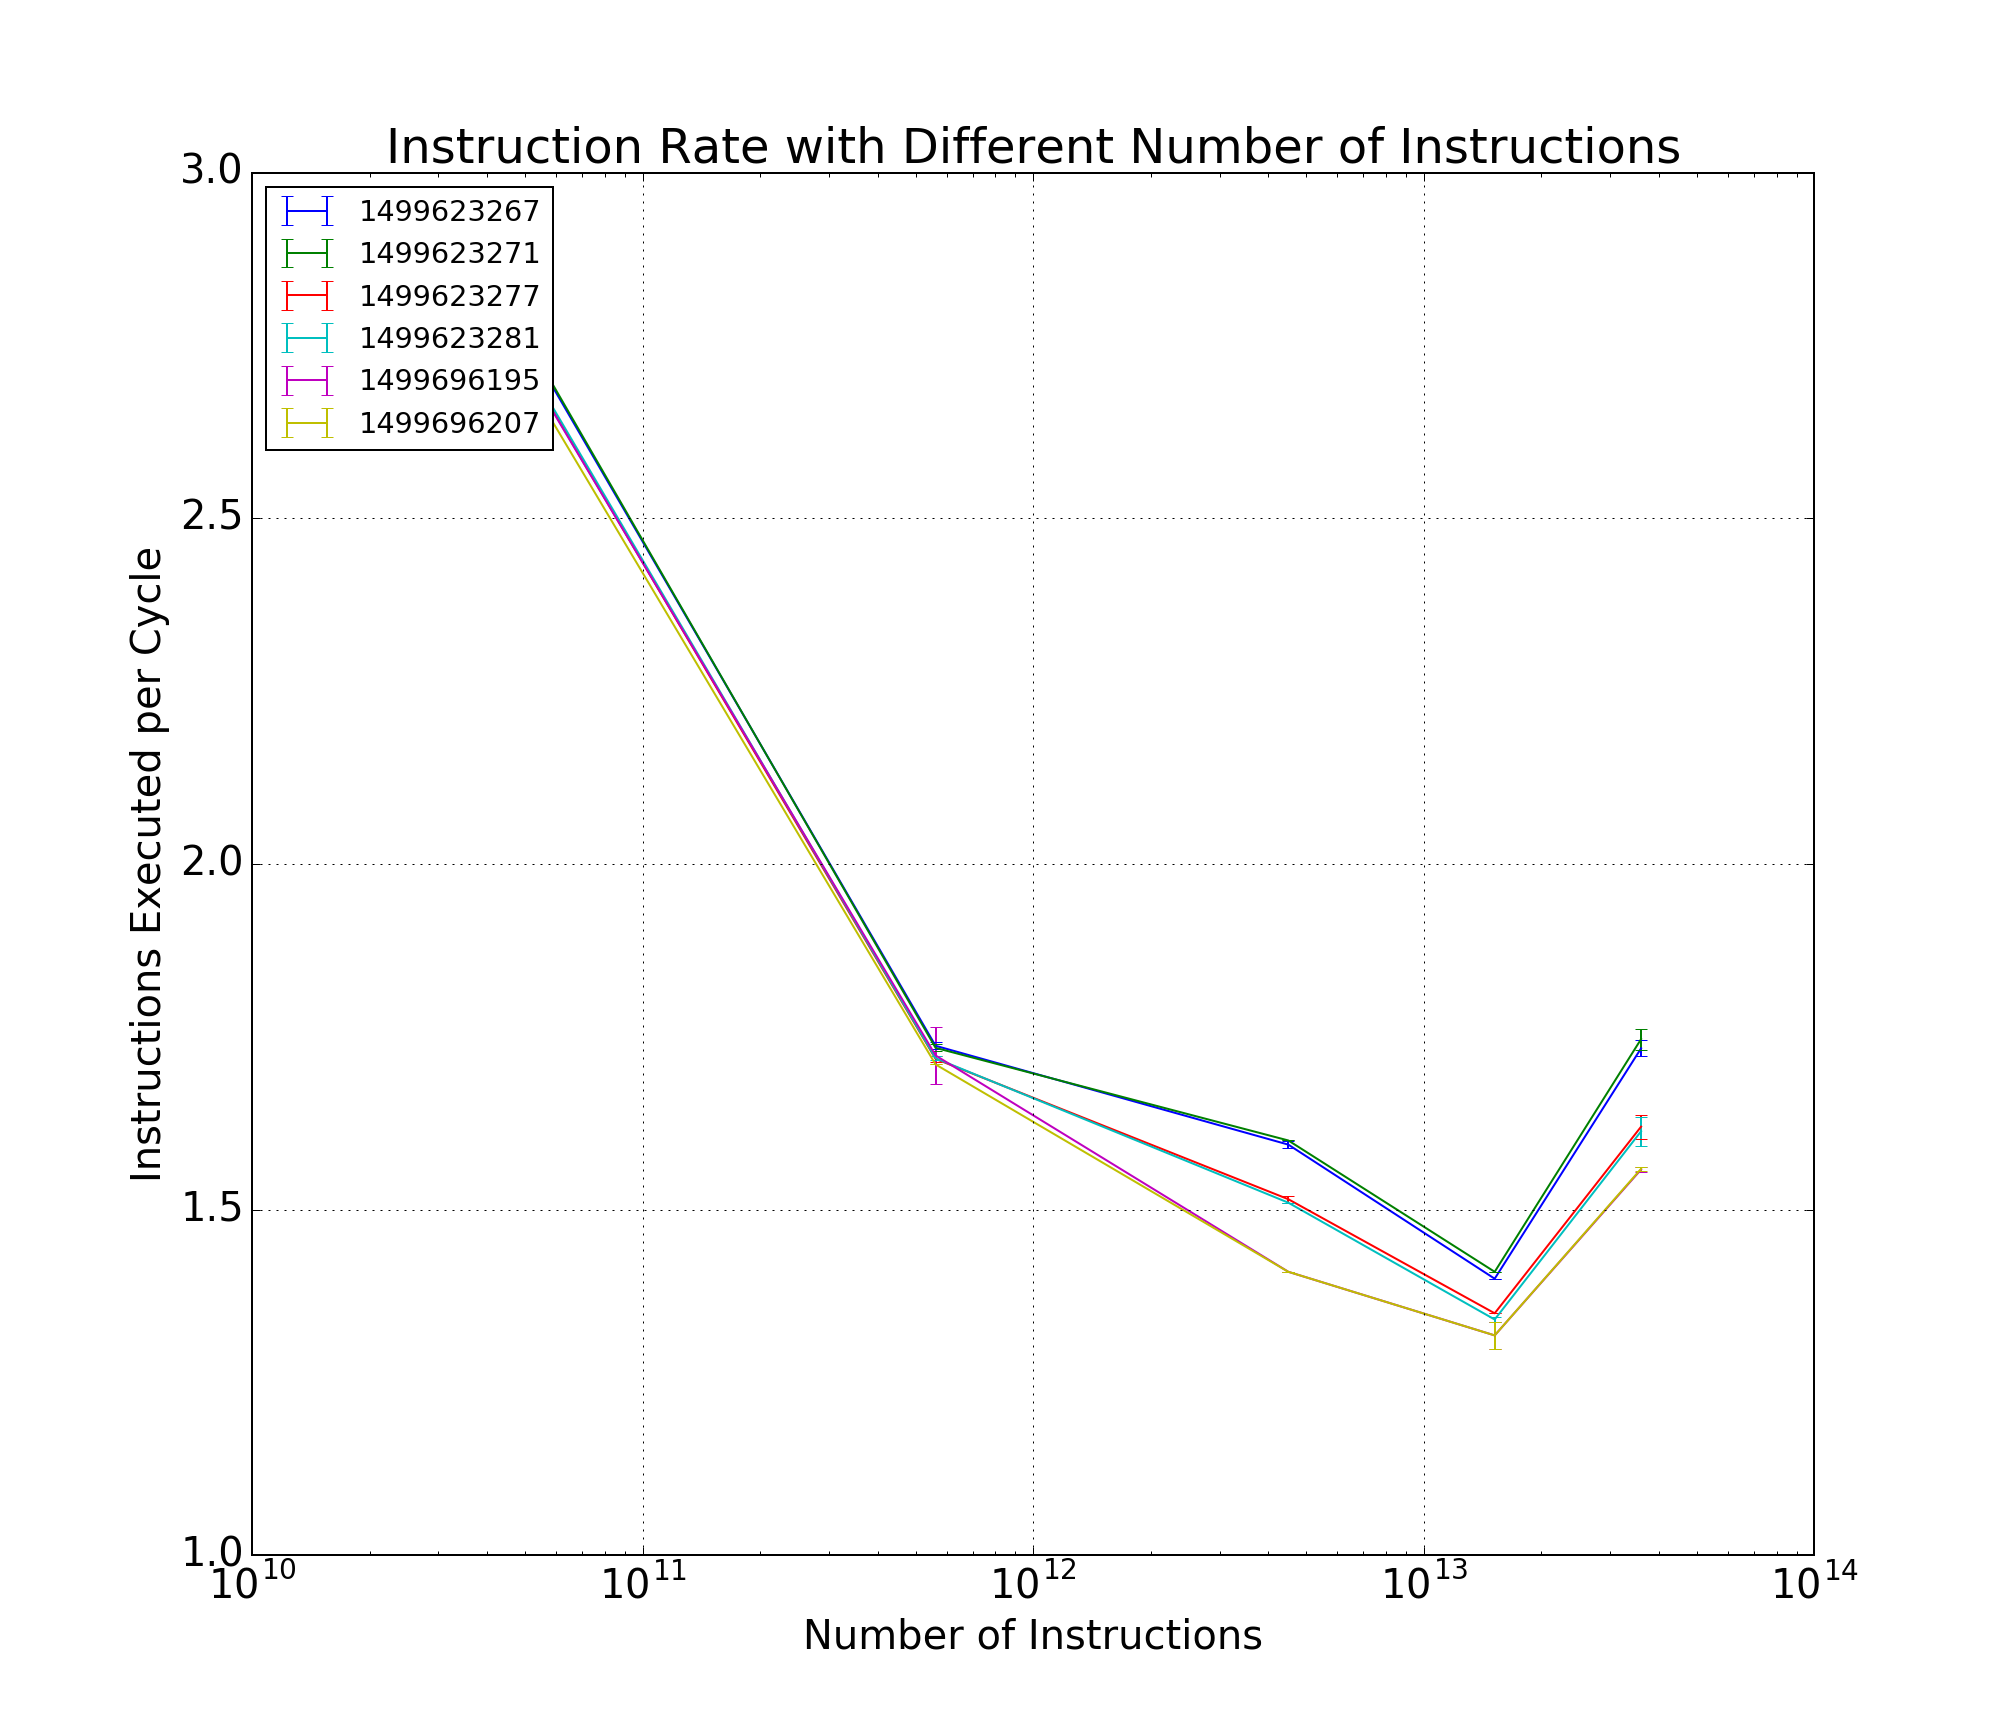 Instruction Rate with Different Number of Instructions
3.0
2.5
2.0
1.5
1.0
Instructions Executed per Cycle
1499623267
1499623271
1499623277
1499623281
1499696195
1499696207
10^10 10^11 10^12 10^13 10^14
Number of Instructions